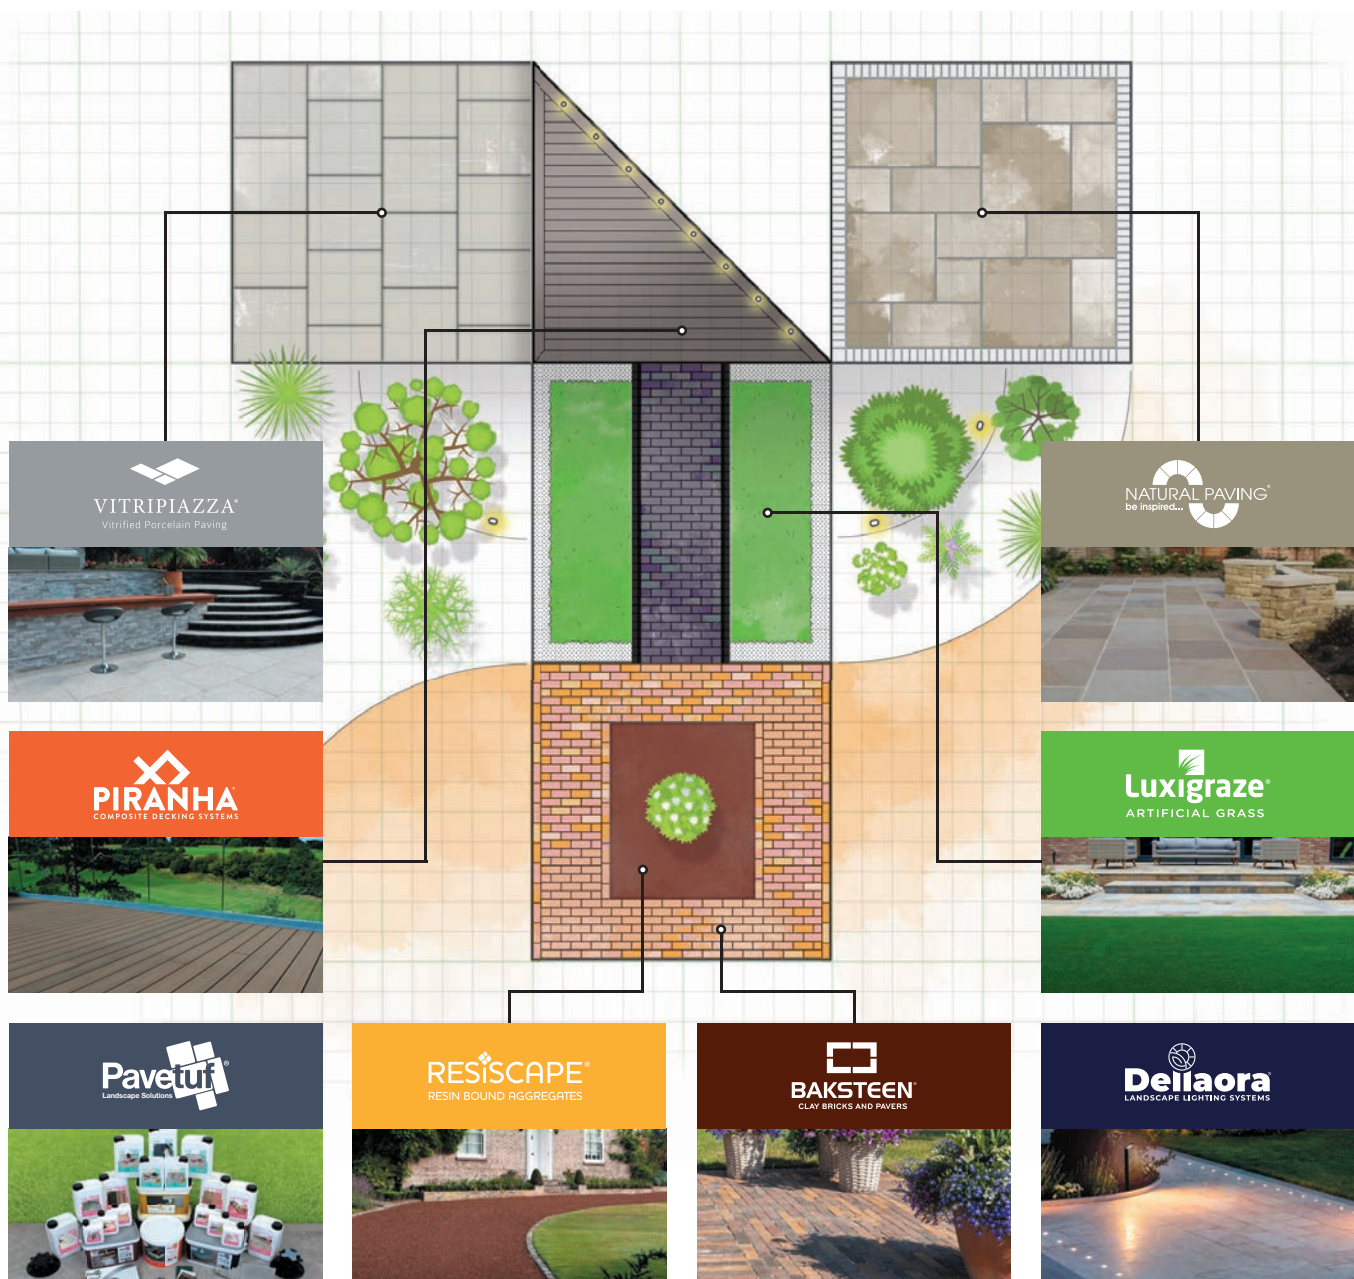 VITRIPIAZZA®
Vitrified Porcelain Paving
NATURAL PAVING®
be inspired...
PIRANHA®
COMPOSITE DECKING SYSTEMS
Luxigraze®
ARTIFICIAL GRASS
Pavetuf®
Landscape Solutions
RESiSCAPE®
RESIN BOUND AGGREGATES
BAKSTEEN®
CLAY BRICKS AND PAVERS
Dellaora®
LANDSCAPE LIGHTING SYSTEMS